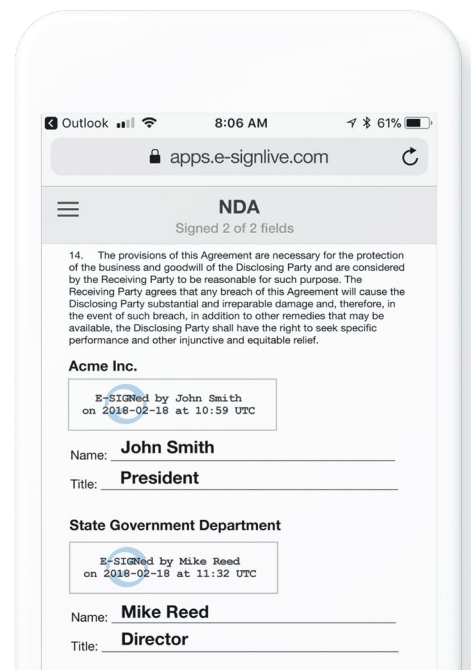 Outlook
8:06 AM
61%
apps.e-signlive.com
NDA
Signed 2 of 2 fields
14. The provisions of this Agreement are necessary for the protection
of the business and goodwill of the Disclosing Party and are considered
by the Receiving Party to be reasonable for such purpose. The
Receiving Party agrees that any breach of this Agreement will cause the
Disclosing Party substantial and irreparable damage and, therefore, in
the event of such breach, in addition to other remedies that may be
available, the Disclosing Party shall have the right to seek specific
performance and other injunctive and equitable relief.
Acme Inc.
E-SIGNed by John Smith
on 2018-02-18 at 10:59 UTC
Name: John Smith
Title: President
State Government Department
E-SIGNed by Mike Reed
on 2018-02-18 at 11:32 UTC
Name: Mike Reed
Title: Director